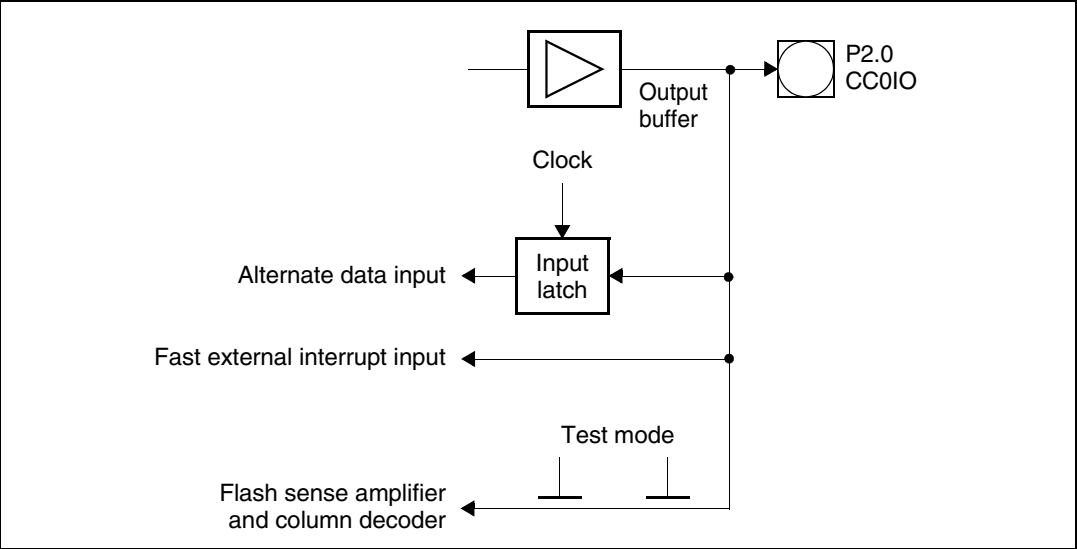 P2.0
CC0IO
Output
buffer
Clock
Input
latch
Alternate data input
Fast external interrupt input
Test mode
Flash sense amplifier
and column decoder